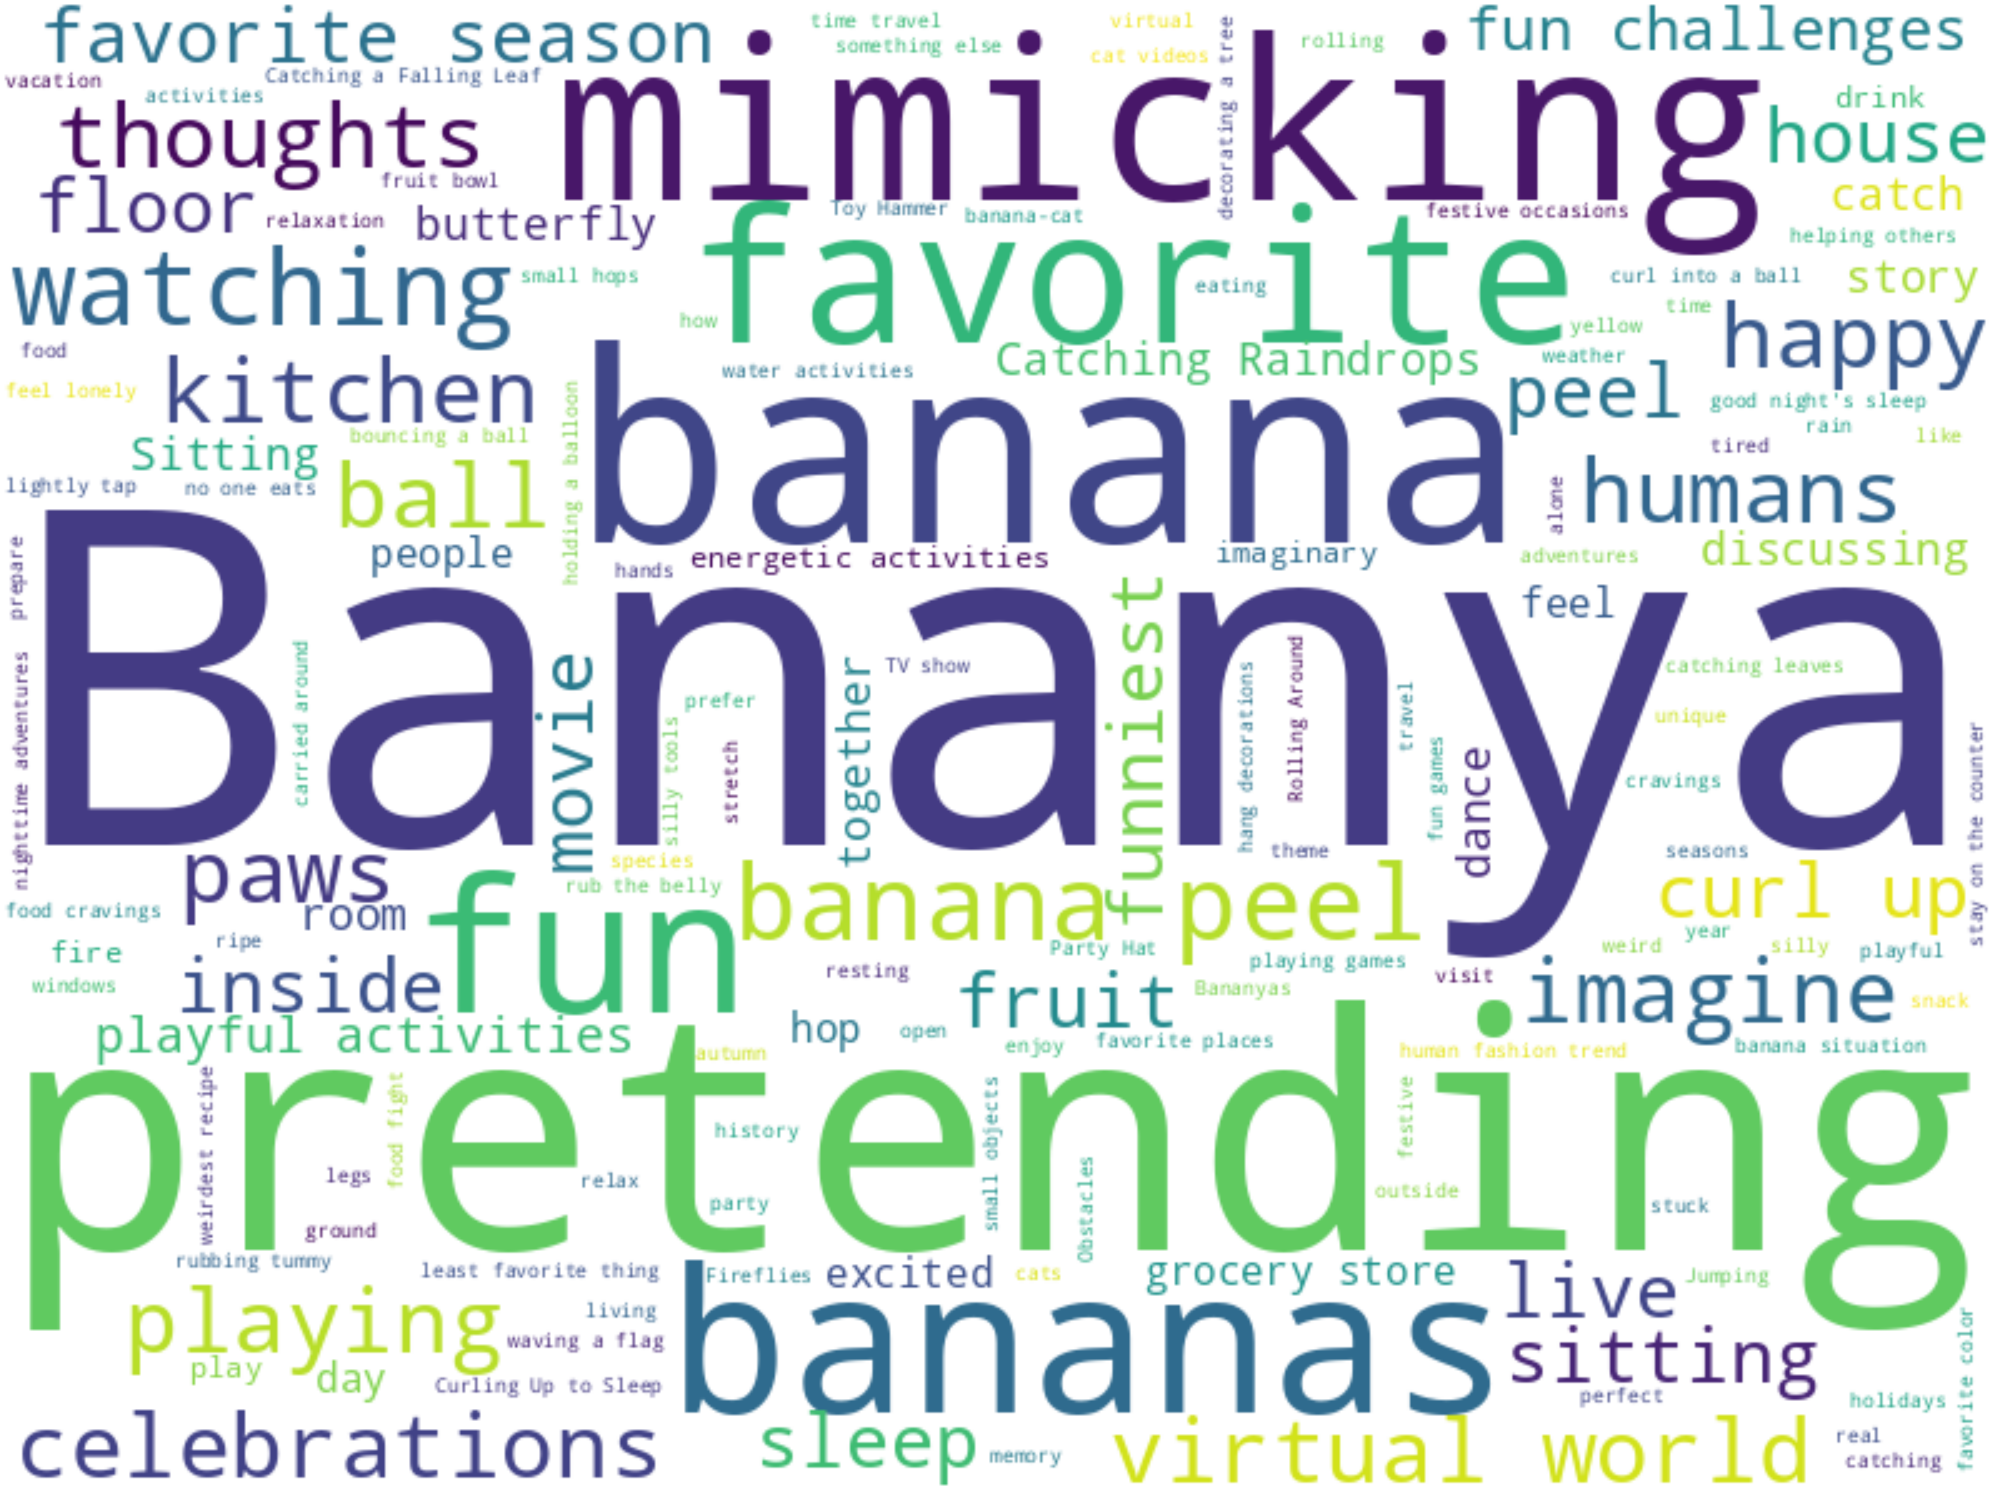 favorite season
time travel
something else
virtual
cat videos
decorating a tree
rolling
fun challenges
vacation
activities
Catching a Falling Leaf
mimicking
drink
thoughts
house
fruit bowl
floor
relaxation
butterfly
Toy Hammer
banana-cat
festive occasions
catch
helping others
watching
small hops
favorite
eating
curl into a ball
story
how
yellow
time
happy
food
kitchen
water activities
Catching Raindrops
weather
peel
feel lonely
good night's sleep
rain
like
Sitting
bouncing a ball
holding a balloon
banana
tired
lightly tap
no one eats
ball
alone
humans
people
hands
energetic activities
imaginary
adventures
discussing
prepare
Bananya
feel
nighttime adventures
carried around
movie
prefer
silly tools
stretch
together
TV show
funniest
hang decorations
Rolling Around
travel
fun games
dance
catching leaves
unique
cravings
stay on the counter
paws
species
rub the belly
theme
seasons
food cravings
room
fun
banana peel
curl up
fire
ripe
Party Hat
playing games
visit
weird
year
silly
playful
windows
inside
resting
fruit
Bananyas
imagine
snack
playful activities
hop
open
enjoy
favorite places
human fashion trend
banana situation
autumn
pretending
weirdest recipe
food fight
history
small objects
festive
legs
relax
party
Obstacles
outside
stuck
ground
rubbing tummy
least favorite thing
Fireflies
excited
cats
grocery store
live
Jumping
playing
living
waving a flag
bananas
sitting
favorite color
play
day
Curling Up to Sleep
perfect
holidays
celebrations
sleep
memory
virtual world
real
catching